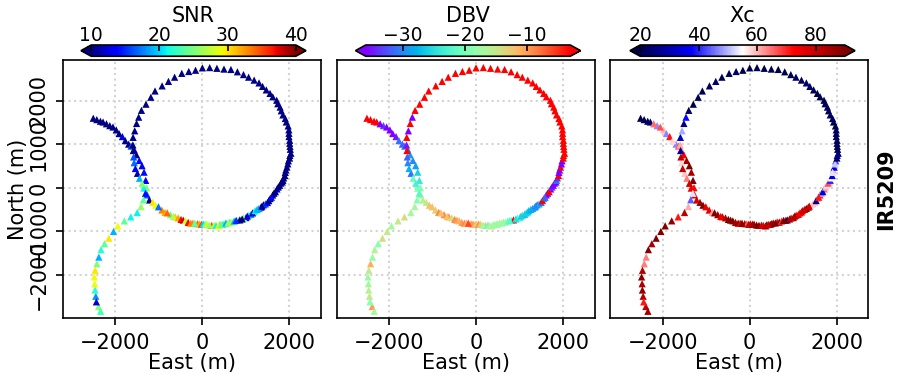 SNR DBV Xc
10 20 30 40 −30 −20 −10 20 40 60 80
North (m)
2000
1000
0
−1000
−2000
IR5209
−2000 0 2000 −2000 0 2000 −2000 0 2000
East (m) East (m) East (m)